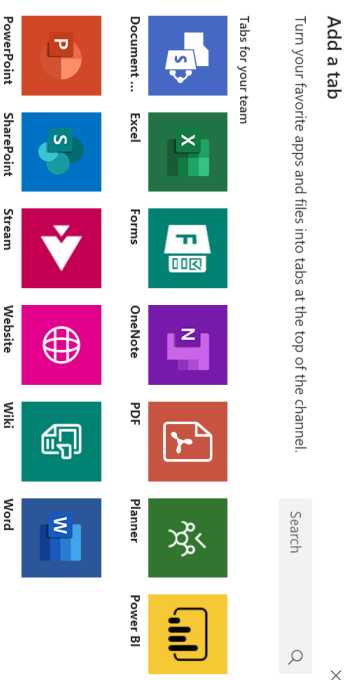 Add a tab
Turn your favorite apps and files into tabs at the top of the channel.
Search
Tabs for your team
Document ...
Excel
Forms
OneNote
PDF
Planner
Power BI
PowerPoint
SharePoint
Stream
Website
Wiki
Word